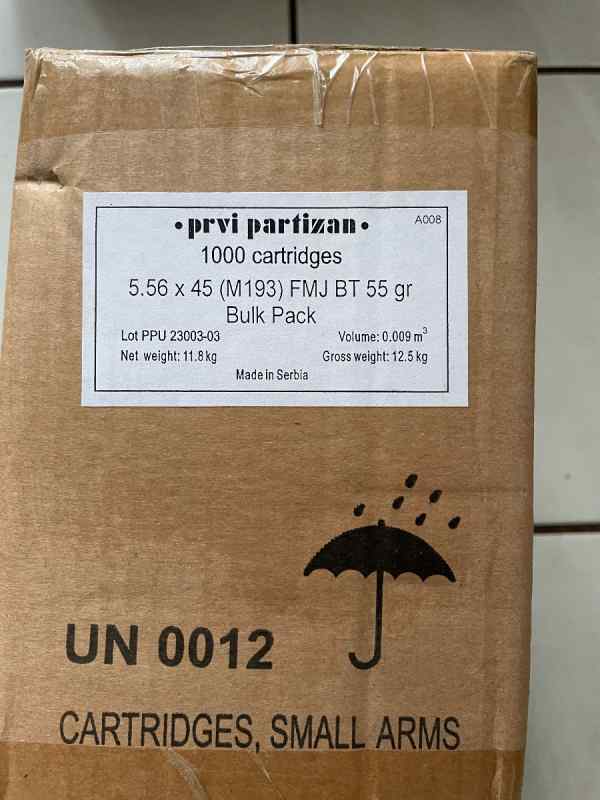 •prvi partizan•
A008
1000 cartridges
5.56 x 45 (M193) FMJ BT 55 gr
Bulk Pack
Lot PPU 23003-03 Volume: 0.009 m³
Net weight: 11.8 kg Gross weight: 12.5 kg
Made in Serbia
UN 0012
CARTRIDGES, SMALL ARMS